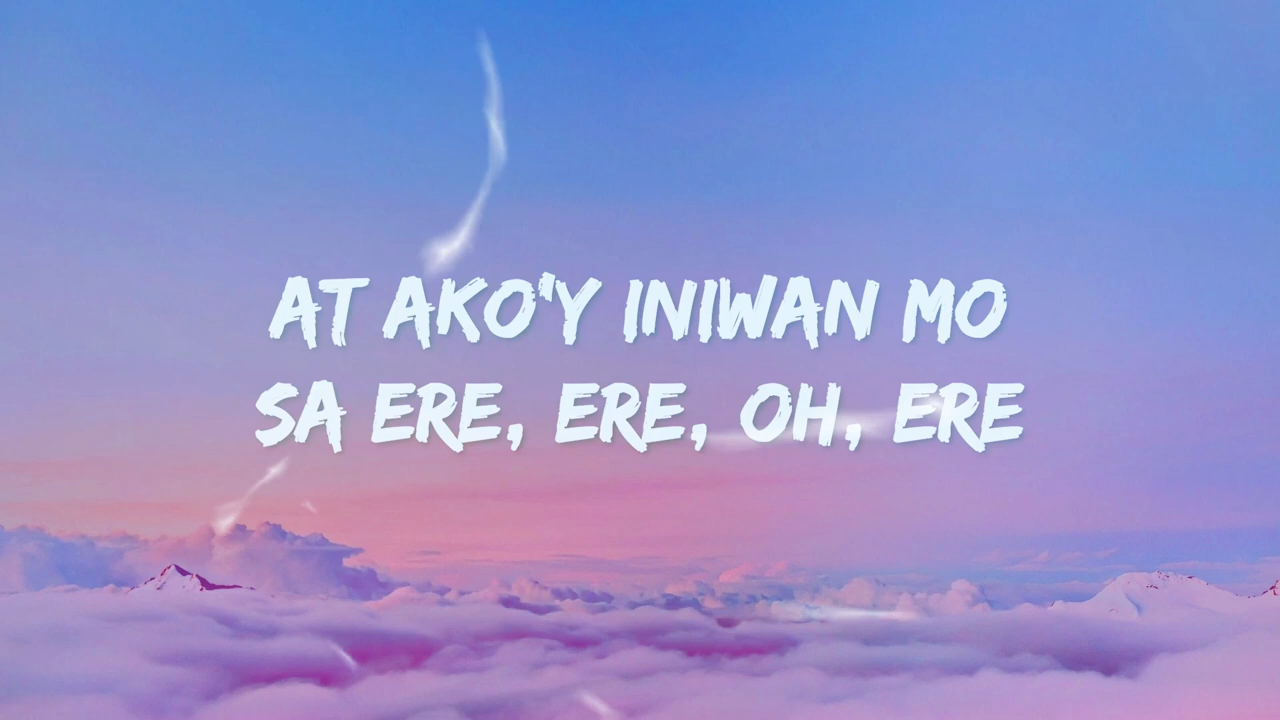 AT AKO'Y INIWAN MO
SA ERE, ERE, OH, ERE